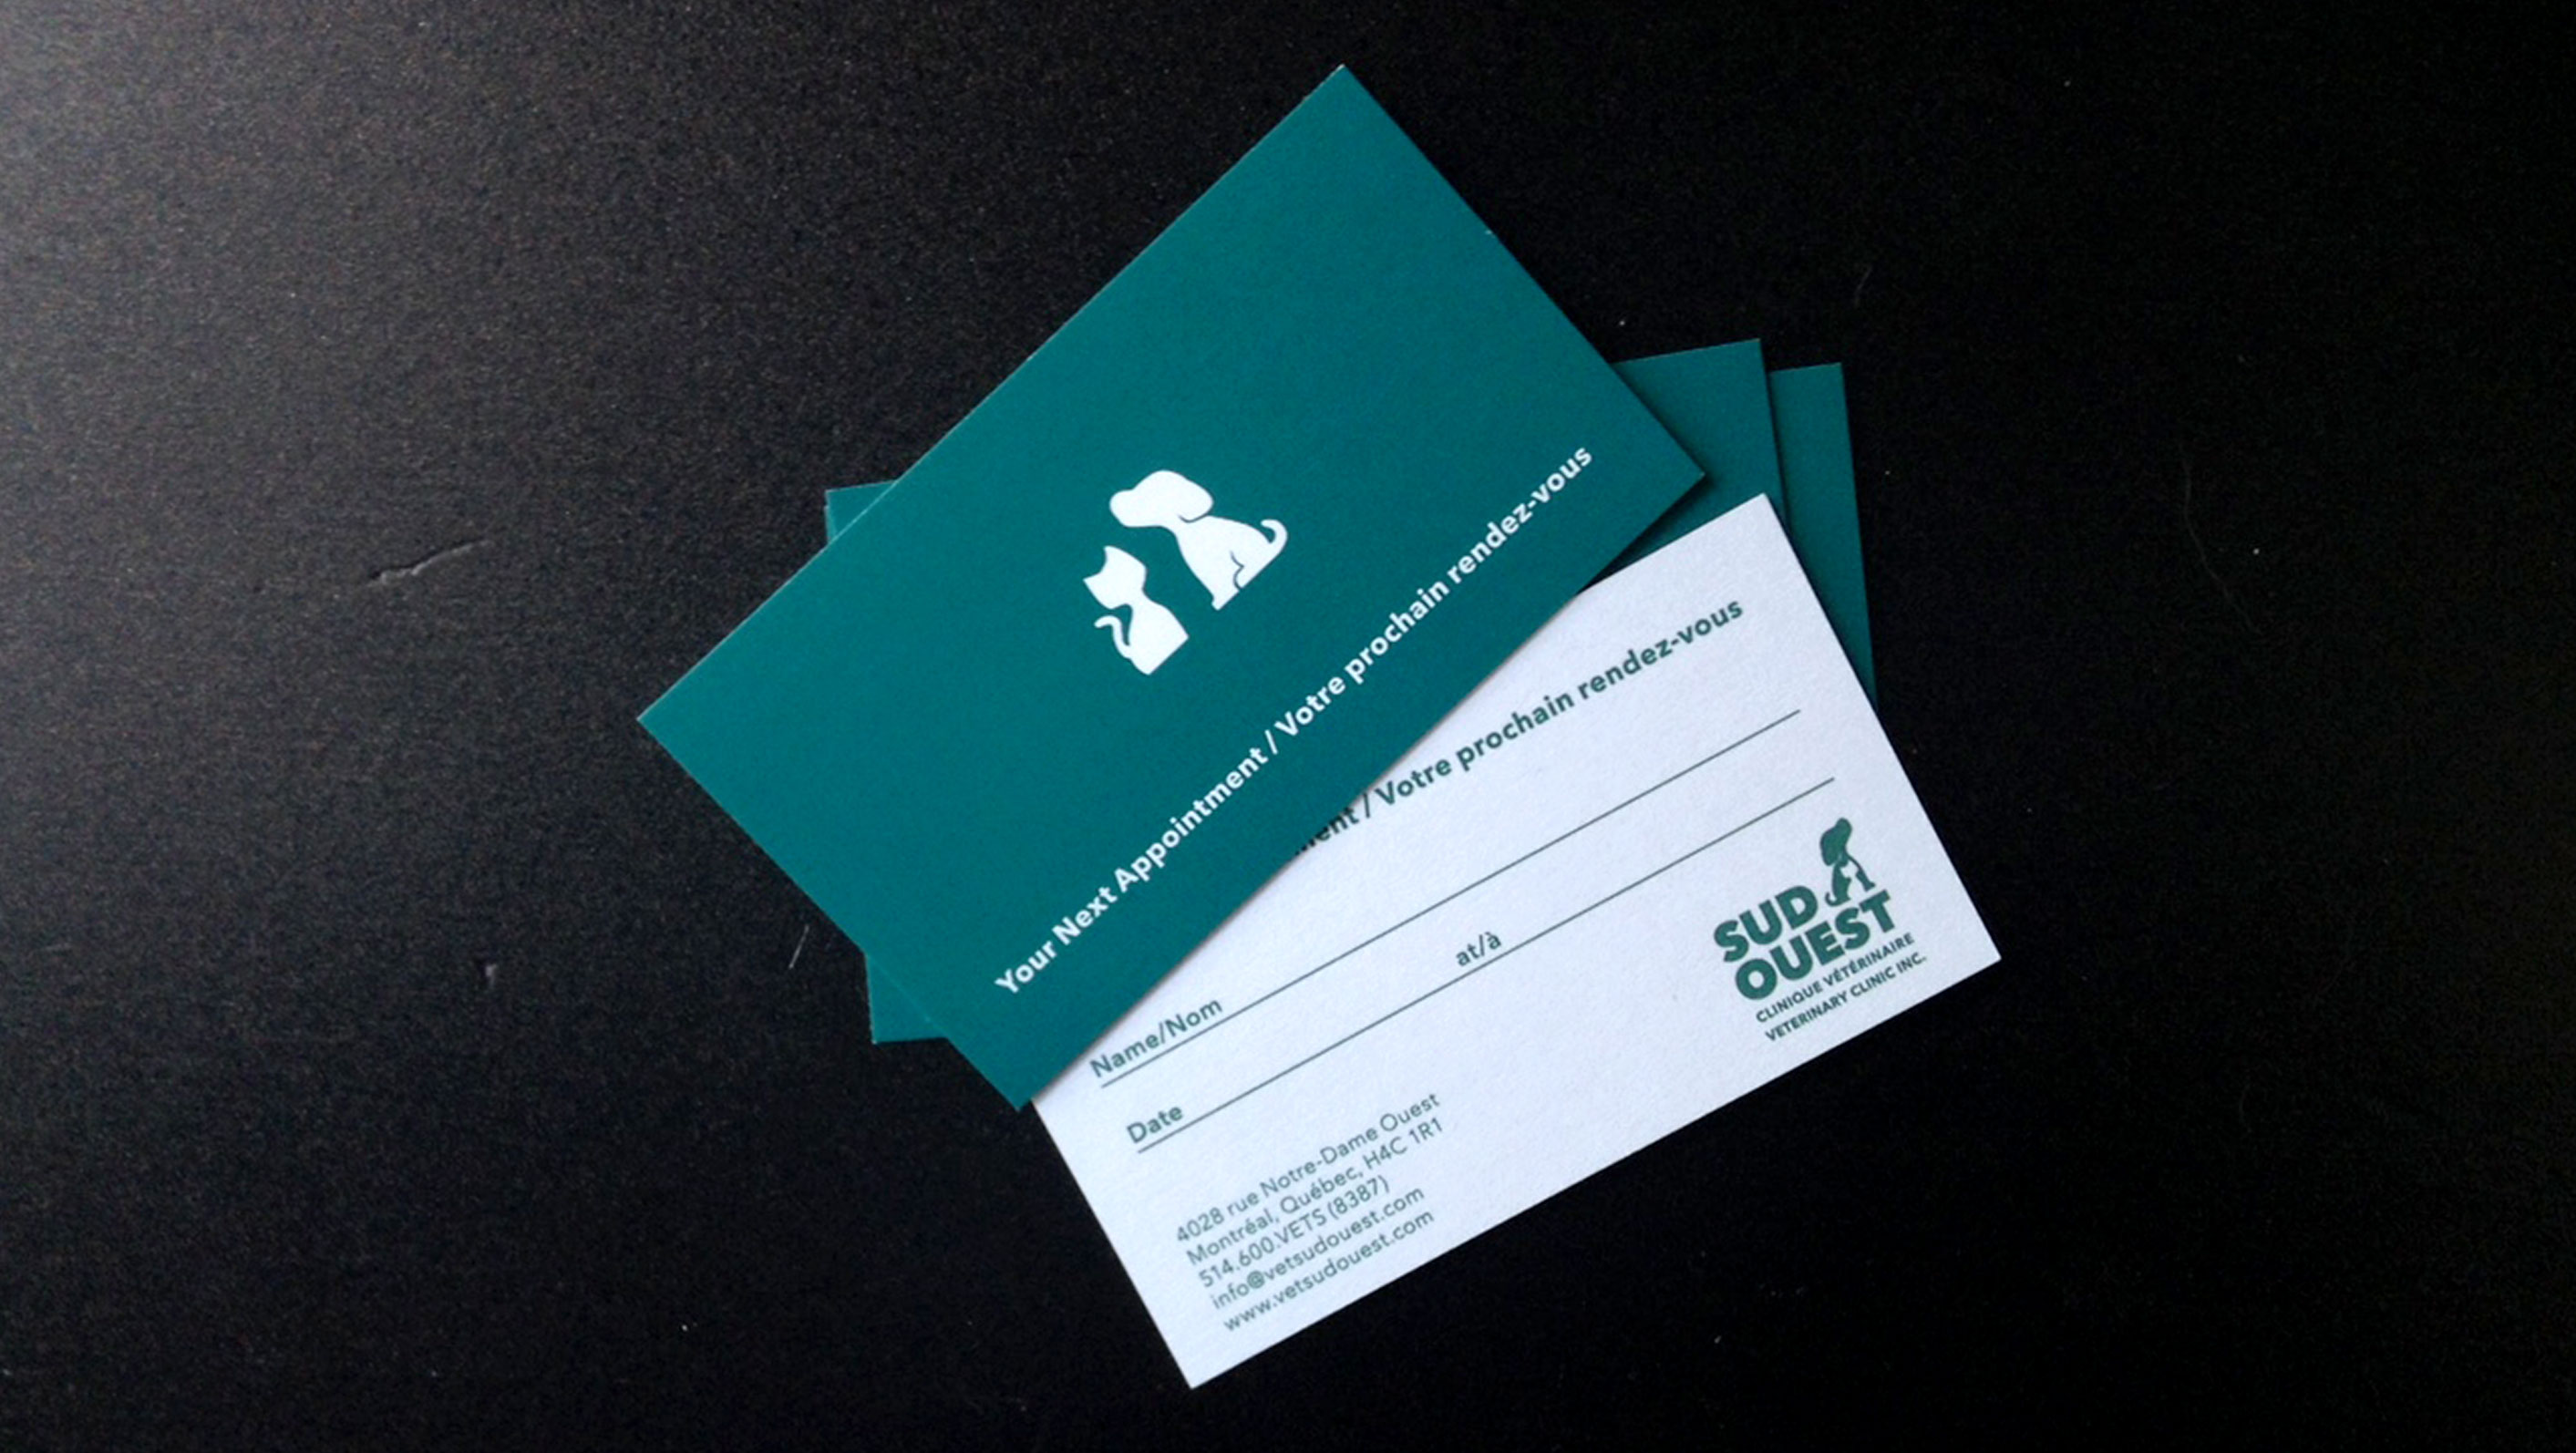 Your Next Appointment / Votre prochain rendez-vous
/ Votre prochain rendez-vous
Name/Nom
at/à
Date
4028 rue Notre-Dame Ouest
Montréal, Québec, H4C 1R1
514.600.VETS (8387)
info@vetsudouest.com
www.vetsudouest.com
SUD
OUEST
CLINIQUE VÉTÉRINAIRE
VETERINARY CLINIC INC.